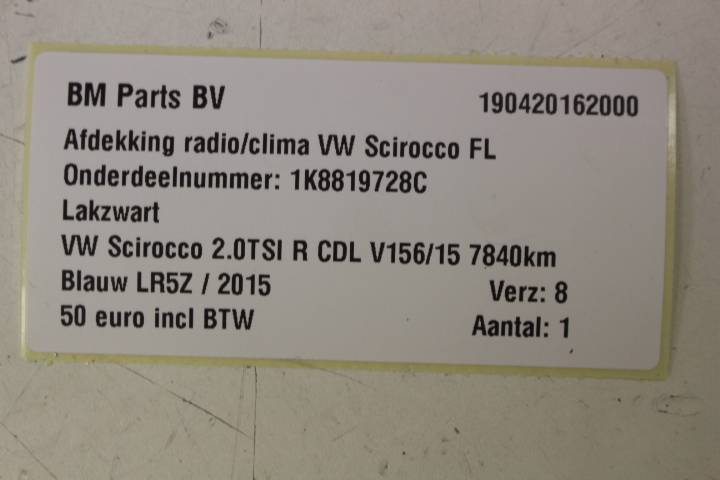 BM Parts BV 190420162000
Afdekking radio/clima VW Scirocco FL
Onderdeelnummer: 1K8819728C
Lakzwart
VW Scirocco 2.0TSI R CDL V156/15 7840km
Blauw LR5Z / 2015 Verz: 8
50 euro incl BTW Aantal: 1